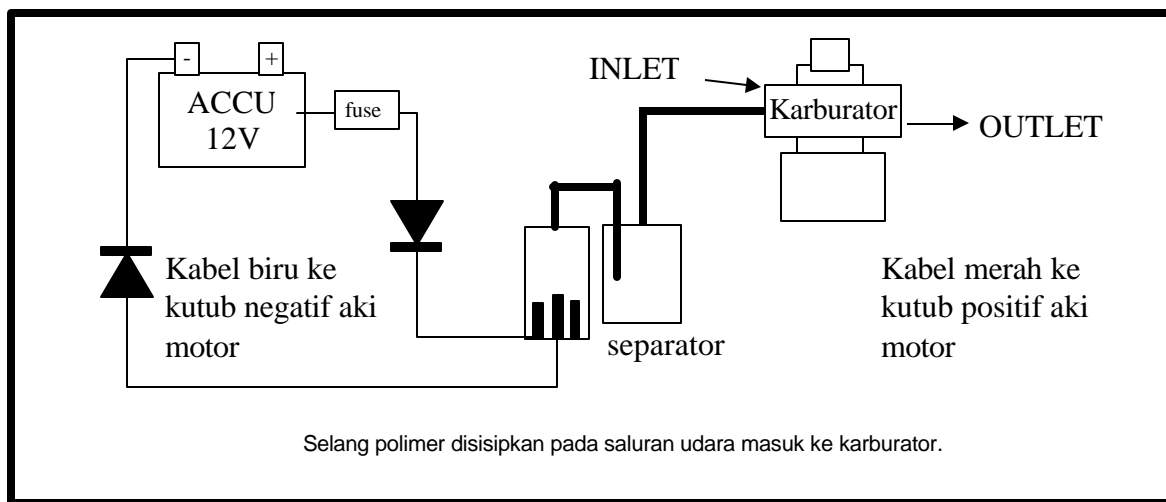 - +
ACCU
12V
fuse
INLET
Karburator
OUTLET
Kabel biru ke
kutub negatif aki
motor
separator
Kabel merah ke
kutub positif aki
motor
Selang polimer disisipkan pada saluran udara masuk ke karburator.